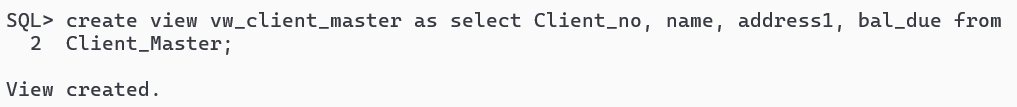 SQL> create view vw_client_master as select Client_no, name, address1, bal_due from
  2  Client_Master;
View created.